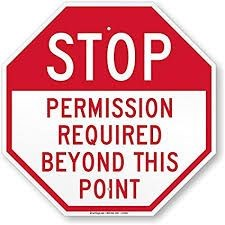 STOP
PERMISSION
REQUIRED
BEYOND THIS
POINT